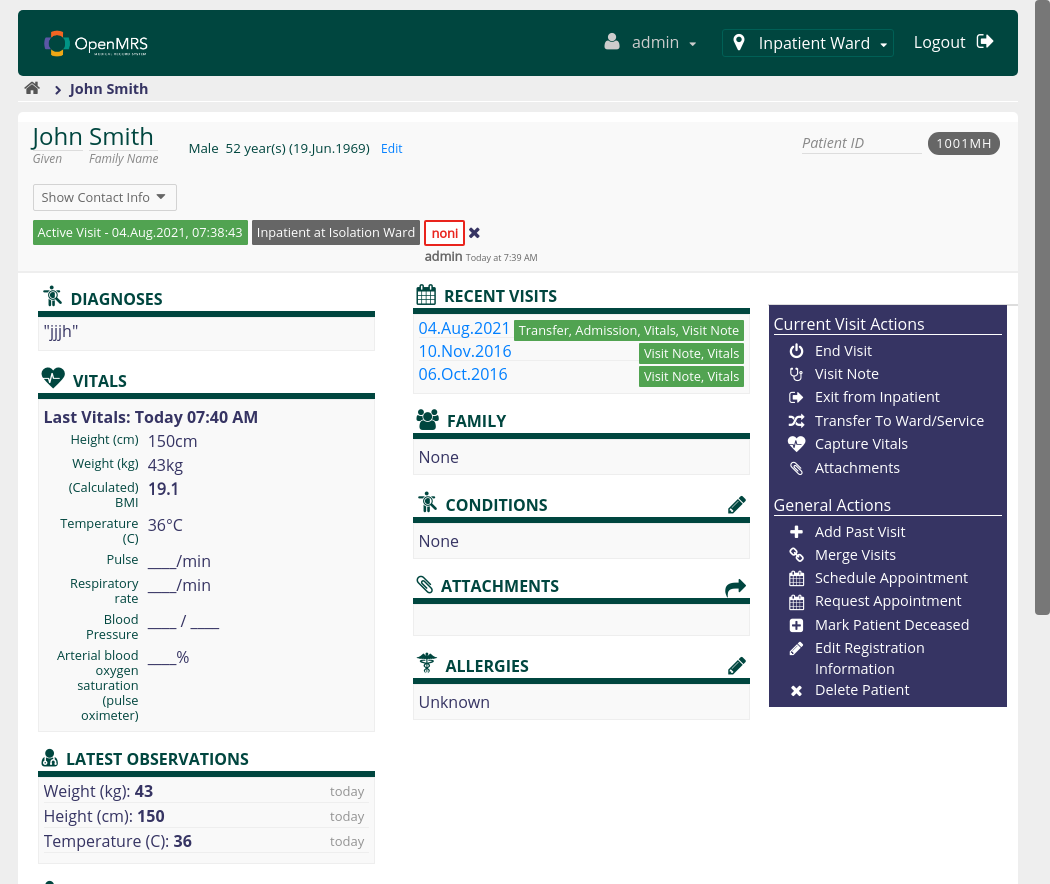 OpenMRS
MEDICAL RECORD SYSTEM
admin
Inpatient Ward
Logout
John Smith
John Smith
Given Family Name
Male 52 year(s) (19.Jun.1969) Edit
Patient ID 1001MH
Show Contact Info
Active Visit - 04.Aug.2021, 07:38:43
Inpatient at Isolation Ward
noni
admin Today at 7:39 AM
DIAGNOSES
"jjjh"
VITALS
Last Vitals: Today 07:40 AM
Height (cm) 150cm
Weight (kg) 43kg
(Calculated) 19.1
BMI
Temperature 36°C
(C)
Pulse ____/min
Respiratory ____/min
rate
Blood ____ / ____
Pressure
Arterial blood ____%
oxygen
saturation
(pulse
oximeter)
LATEST OBSERVATIONS
Weight (kg): 43 today
Height (cm): 150 today
Temperature (C): 36 today
RECENT VISITS
04.Aug.2021 Transfer, Admission, Vitals, Visit Note
10.Nov.2016 Visit Note, Vitals
06.Oct.2016 Visit Note, Vitals
FAMILY
None
CONDITIONS
None
ATTACHMENTS
ALLERGIES
Unknown
Current Visit Actions
End Visit
Visit Note
Exit from Inpatient
Transfer To Ward/Service
Capture Vitals
Attachments
General Actions
Add Past Visit
Merge Visits
Schedule Appointment
Request Appointment
Mark Patient Deceased
Edit Registration
Information
Delete Patient